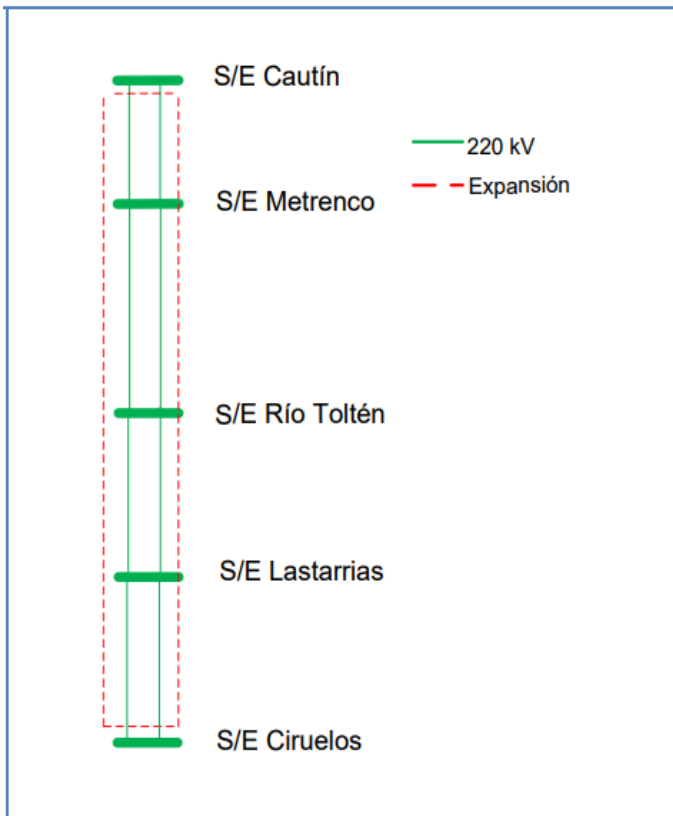 S/E Cautín
220 kV
Expansión
S/E Metrenco
S/E Río Toltén
S/E Lastarrias
S/E Ciruelos